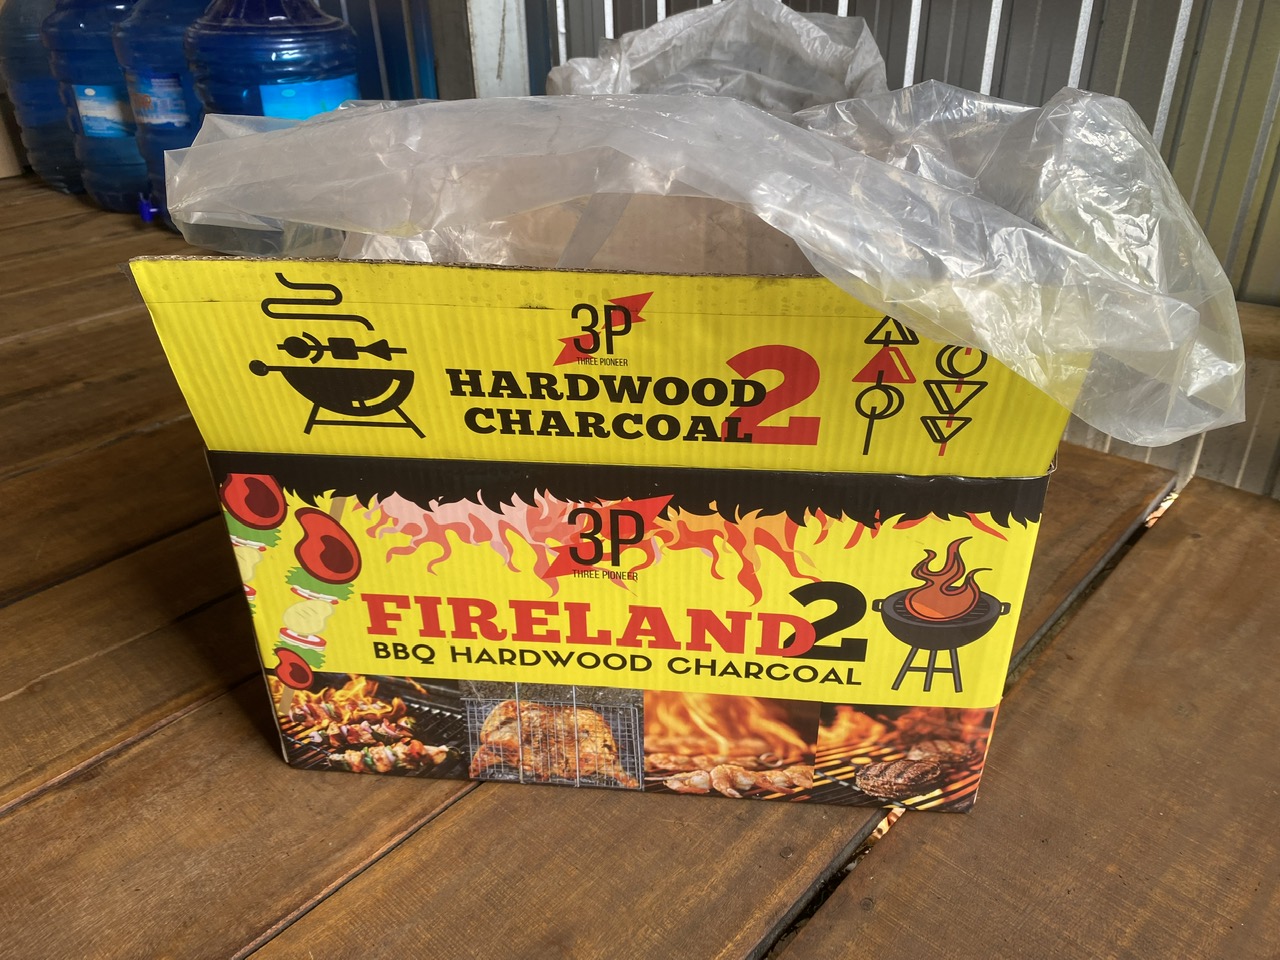 3P
THREE PIONEER
HARDWOOD
CHARCOAL 2
3P
THREE PIONEER
FIRELAND 2
BBQ HARDWOOD CHARCOAL